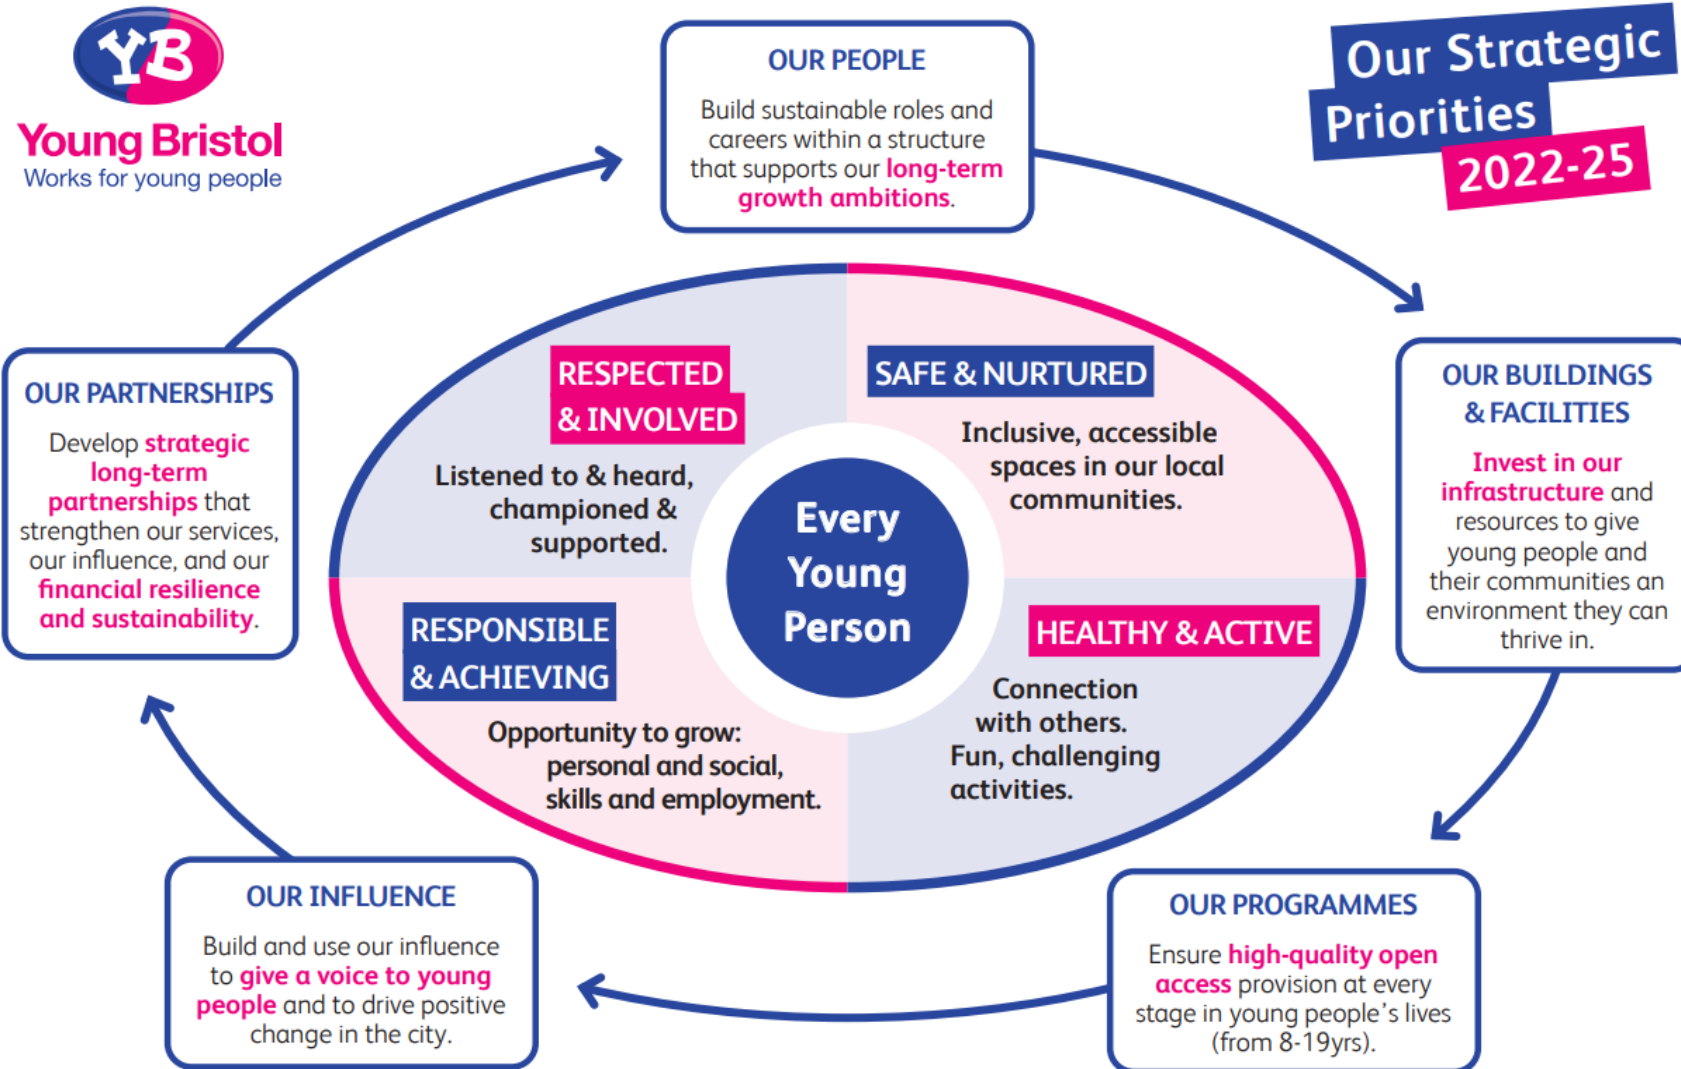 YB
Young Bristol
Works for young people
Our Strategic
Priorities
2022-25
OUR PEOPLE
Build sustainable roles and
careers within a structure
that supports our long-term
growth ambitions.
OUR BUILDINGS
& FACILITIES
Invest in our
infrastructure and
resources to give
young people and
their communities an
environment they can
thrive in.
OUR PROGRAMMES
Ensure high-quality open
access provision at every
stage in young people's lives
(from 8-19yrs).
OUR INFLUENCE
Build and use our influence
to give a voice to young
people and to drive positive
change in the city.
OUR PARTNERSHIPS
Develop strategic
long-term
partnerships that
strengthen our services,
our influence, and our
financial resilience
and sustainability.
RESPECTED
& INVOLVED
Listened to & heard,
championed &
supported.
SAFE & NURTURED
Inclusive, accessible
spaces in our local
communities.
Every
Young
Person
RESPONSIBLE
& ACHIEVING
Opportunity to grow:
personal and social,
skills and employment.
HEALTHY & ACTIVE
Connection
with others.
Fun, challenging
activities.